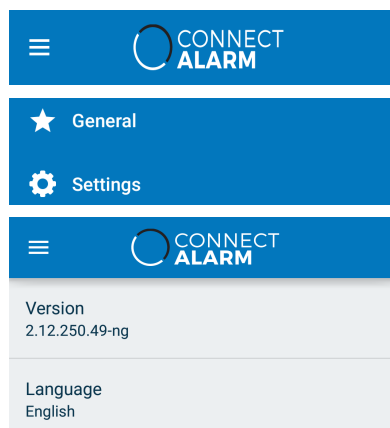 CONNECT
ALARM
General
Settings
CONNECT
ALARM
Version
2.12.250.49-ng
Language
English